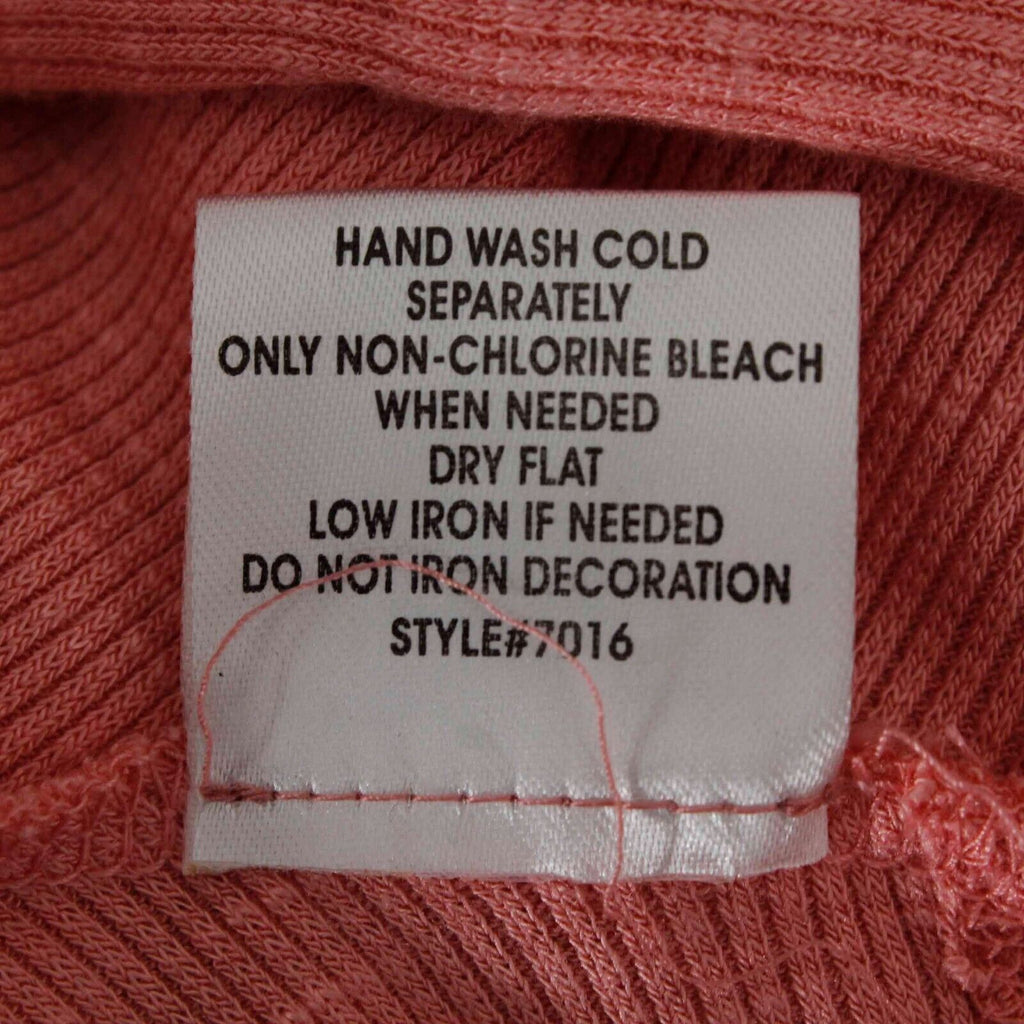 HAND WASH COLD
SEPARATELY
ONLY NON-CHLORINE BLEACH
WHEN NEEDED
DRY FLAT
LOW IRON IF NEEDED
DO NOT IRON DECORATION
STYLE#7016